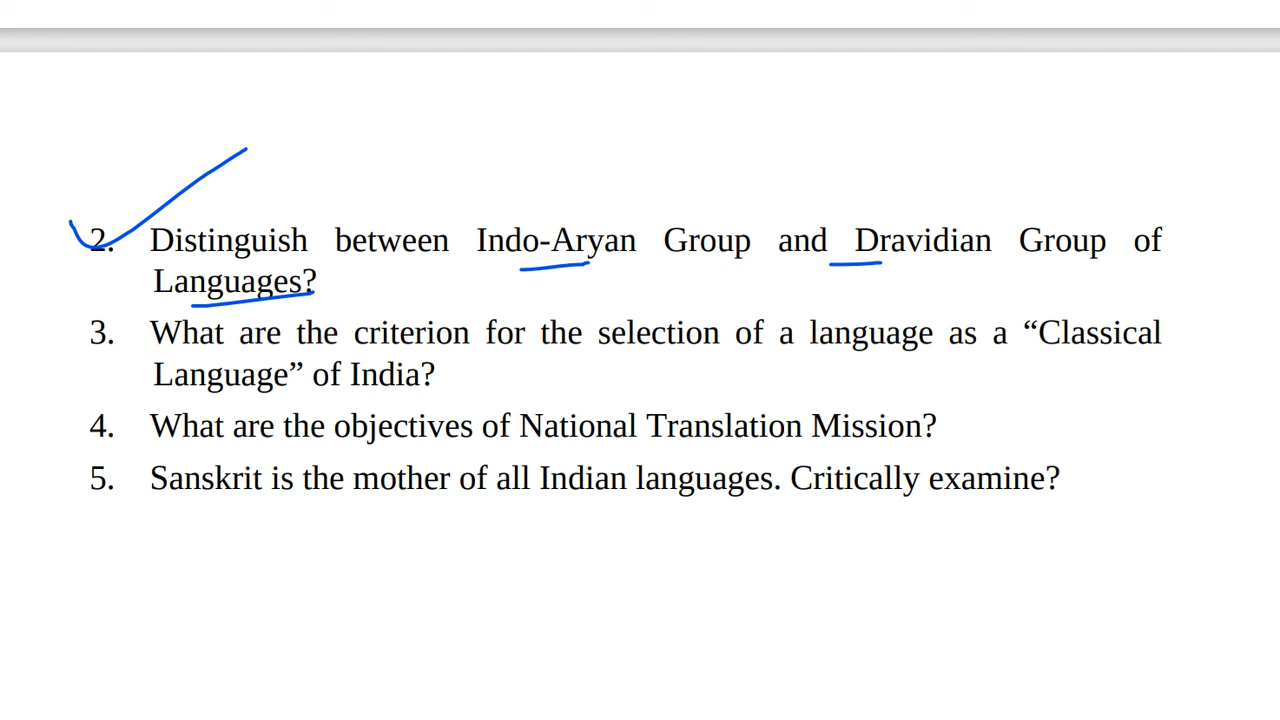 2. Distinguish between Indo-Aryan Group and Dravidian Group of
Languages?
3. What are the criterion for the selection of a language as a “Classical
Language” of India?
4. What are the objectives of National Translation Mission?
5. Sanskrit is the mother of all Indian languages. Critically examine?